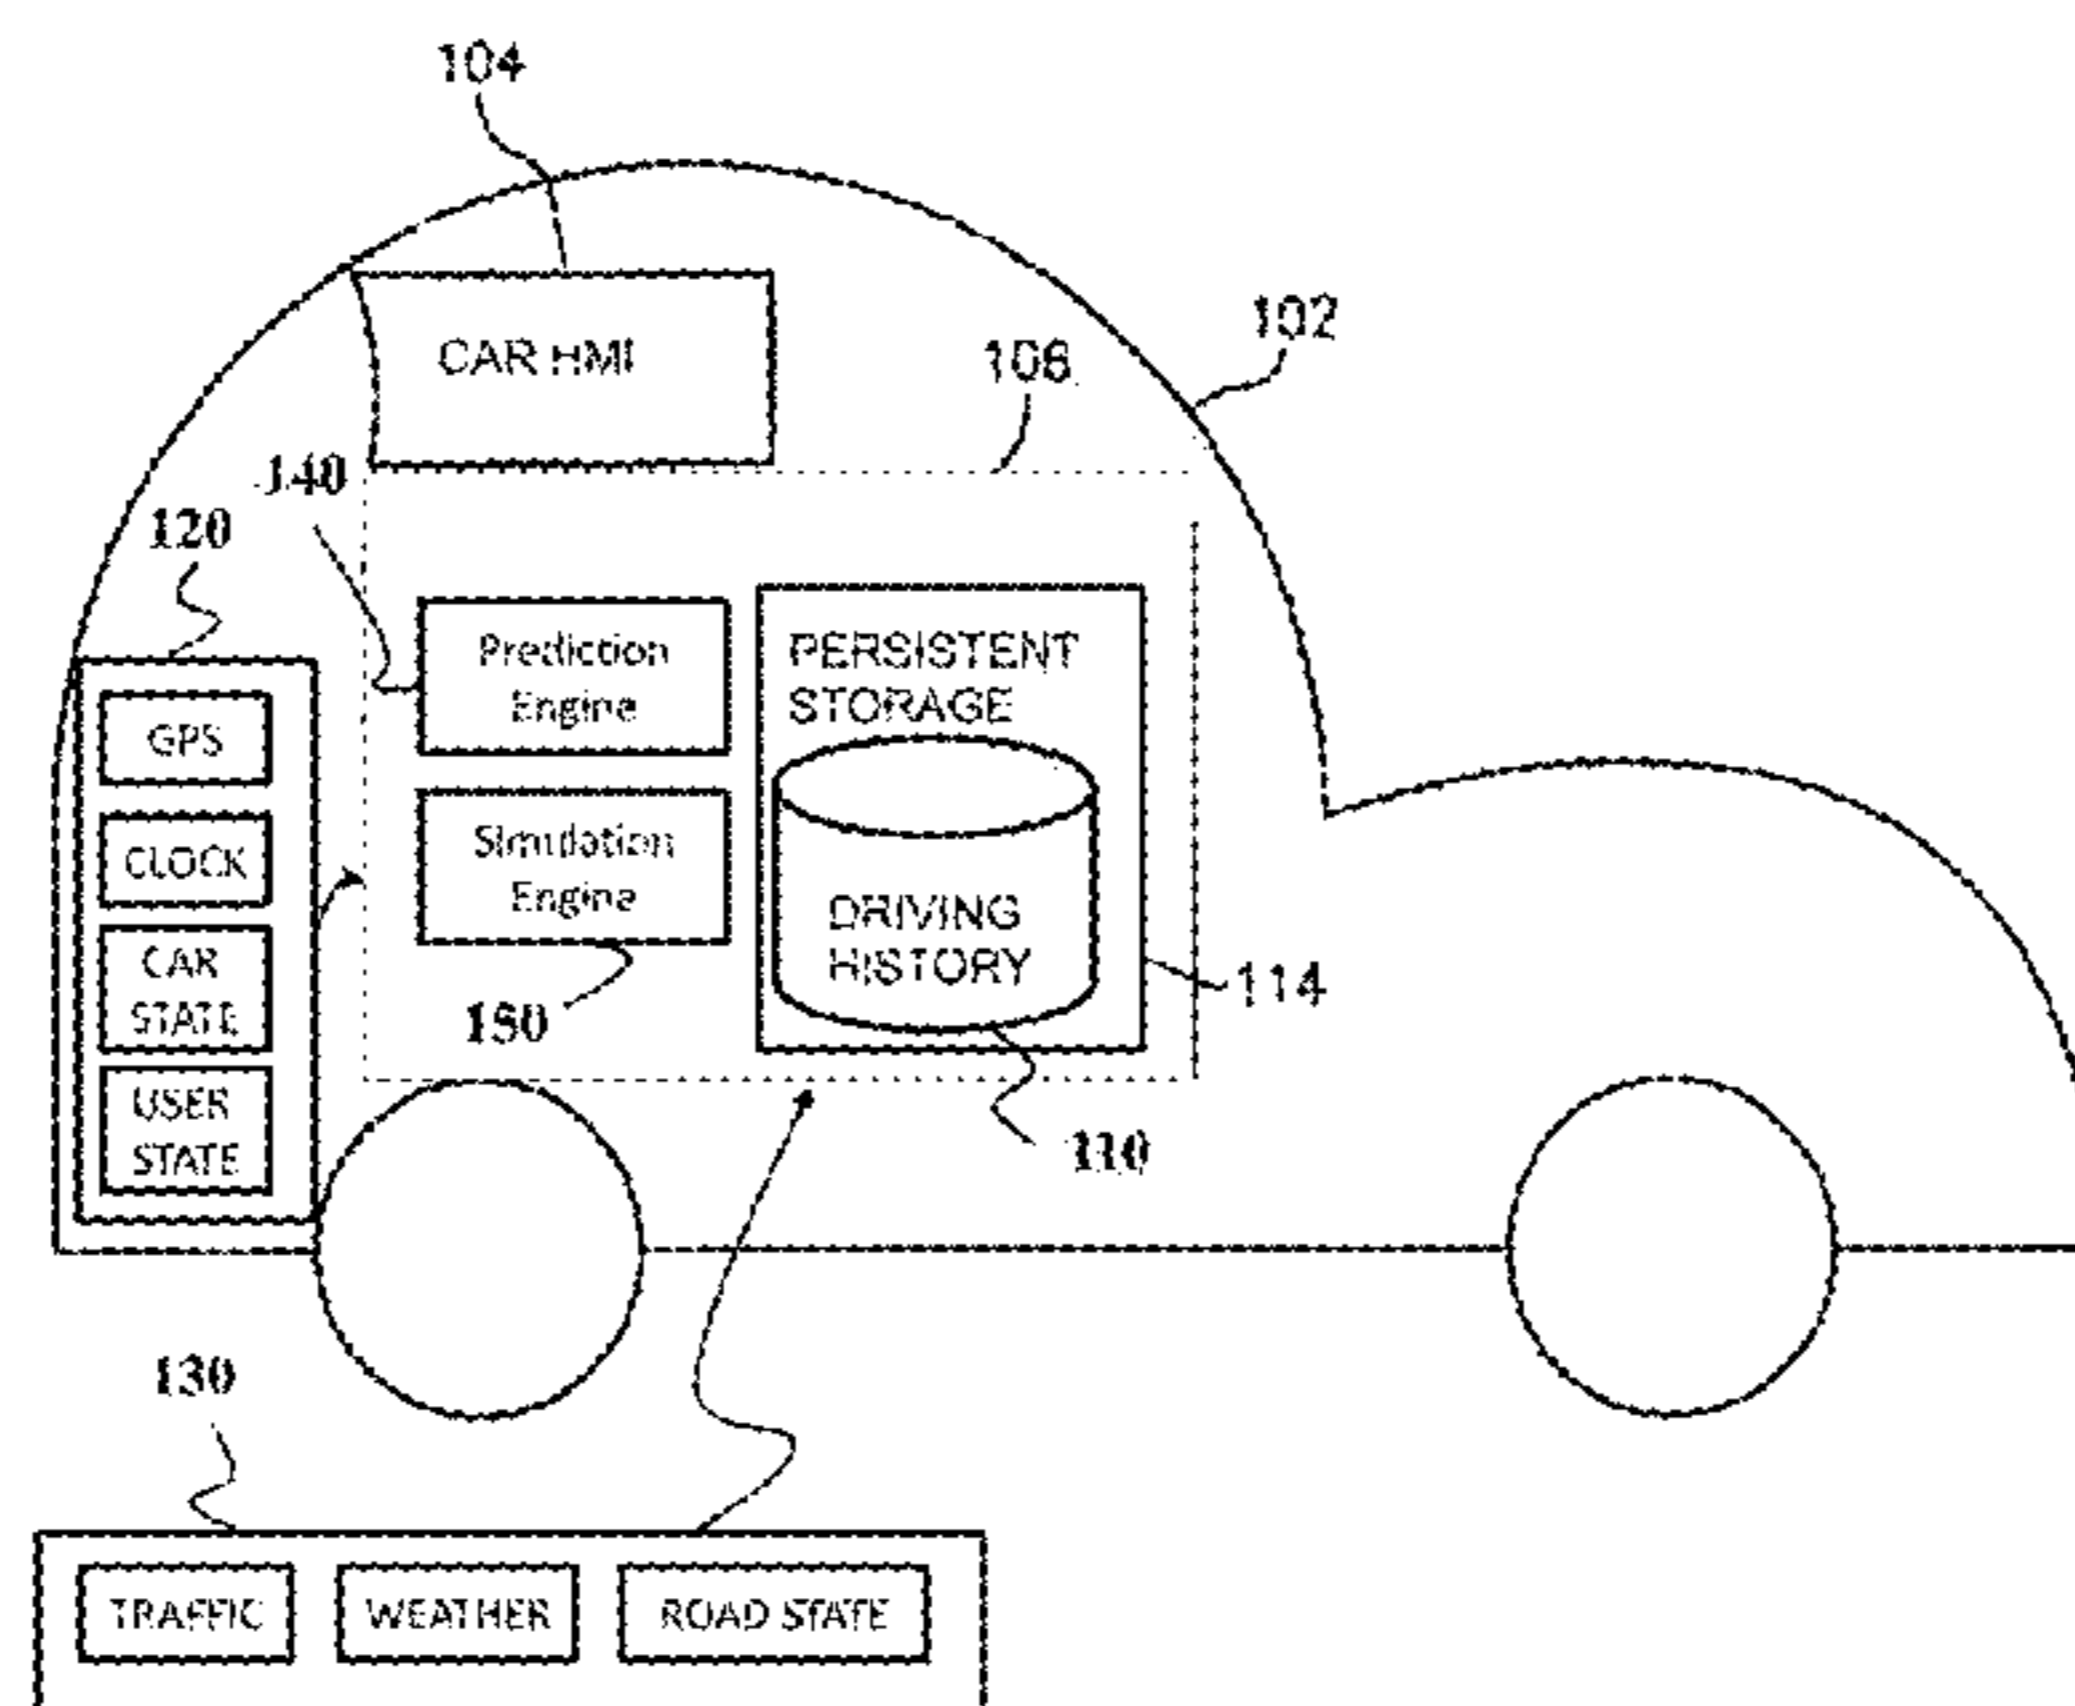 104
CAR HMI
102
106
140
120
Prediction
Engine
PERSISTENT
STORAGE
GPS
CLOCK
Simulation
Engine
DRIVING
HISTORY
CAR
STATE
114
150
USER
STATE
110
130
TRAFFIC
WEATHER
ROAD STATE